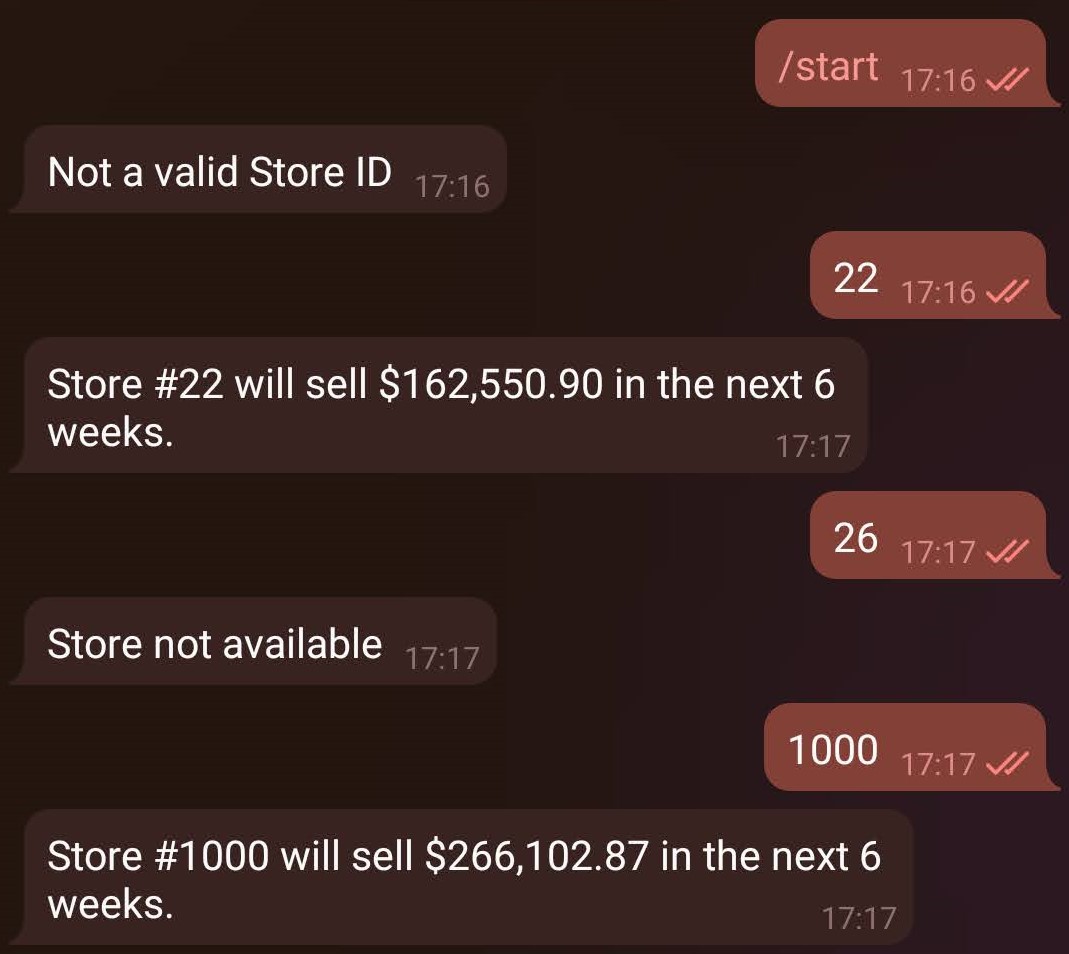 /start 17:16
Not a valid Store ID 17:16
22 17:16
Store #22 will sell $162,550.90 in the next 6
weeks. 17:17
26 17:17
Store not available 17:17
1000 17:17
Store #1000 will sell $266,102.87 in the next 6
weeks. 17:17